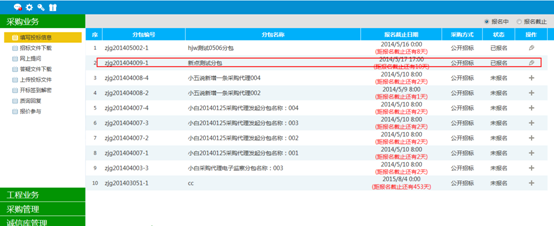 采购业务
报名中 报名截止
填写投标信息
招标文件下载
网上提问
答疑文件下载
上传投标文件
开标签到解密
质询回复
报价参与
工程业务
采购管理
诚信库管理
序 分包编号 分包名称 报名截止日期 采购方式 状态 操作
1 zjg201405002-1 hjw测试0506分包 2014/5/16 0:00 公开招标 已报名
(距报名截止还有8天)
2 zjg201404009-1 新点测试分包 2014/5/17 17:00 公开招标 已报名
(距报名截止还有10天)
3 zjg201404008-4 小五说新增一条采购代理004 2014/5/10 8:00 公开招标 未报名
(距报名截止还有2天)
4 zjg201404008-2 小五说新增一条采购代理002 2014/5/9 8:00 公开招标 未报名
(距报名截止还有1天)
5 zjg201404007-4 小白20140125采购代理发起分包名称：004 2014/5/10 8:00 公开招标 未报名
(距报名截止还有2天)
6 zjg201404007-3 小白20140125采购代理发起分包名称：003 2014/5/10 8:00 公开招标 未报名
(距报名截止还有2天)
7 zjg201404007-2 小白20140125采购代理发起分包名称：002 2014/5/10 8:00 公开招标 未报名
(距报名截止还有2天)
8 zjg201404007-1 小白20140125采购代理发起分包名称：001 2014/5/10 8:00 公开招标 未报名
(距报名截止还有2天)
9 zjg201404003-3 小白采购代理电子监察分包名称：003 2014/5/10 8:00 公开招标 未报名
(距报名截止还有2天)
10 zjg201403051-1 cc 2015/8/4 0:00 公开招标 未报名
(距报名截止还有453天)